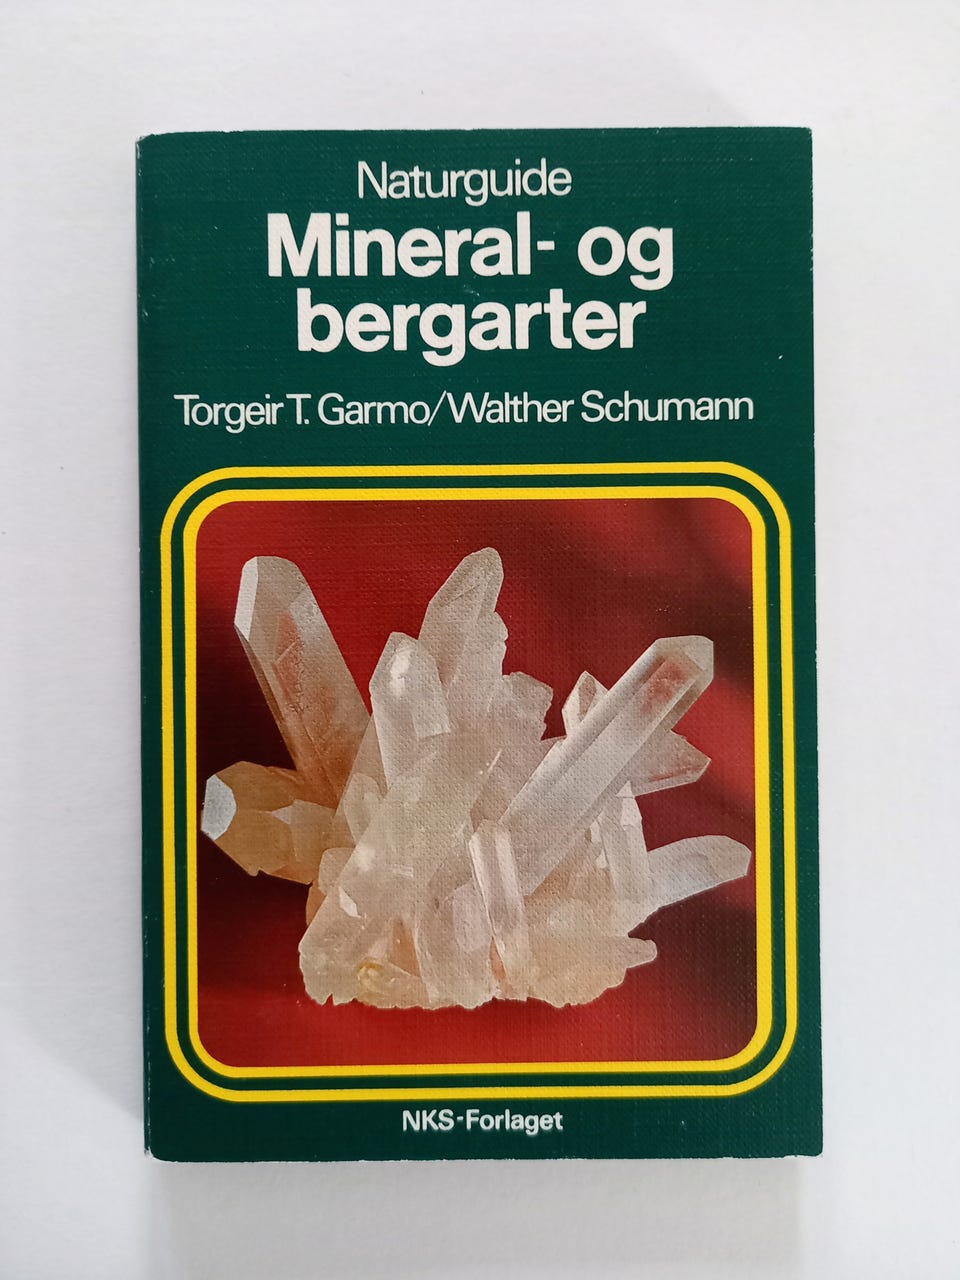 Naturguide
Mineral- og
bergarter
Torgeir T. Garmo/Walther Schumann
NKS-Forlaget